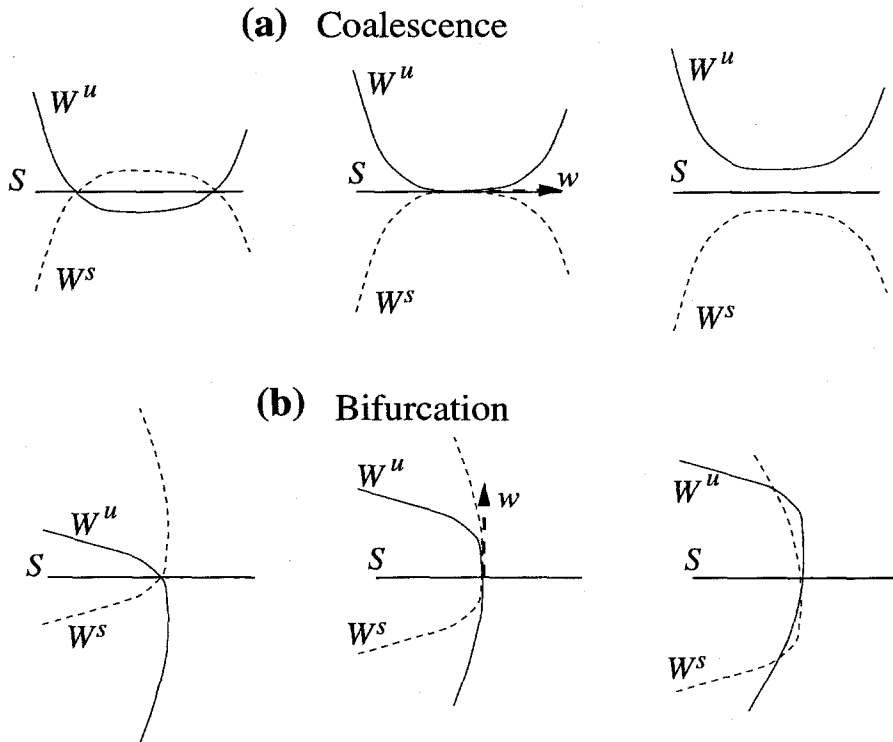 (a) Coalescence
W^u W^u W^u
S S w
W^s W^s W^s
(b) Bifurcation
W^u W^u w W^u
S S S
W^s W^s W^s